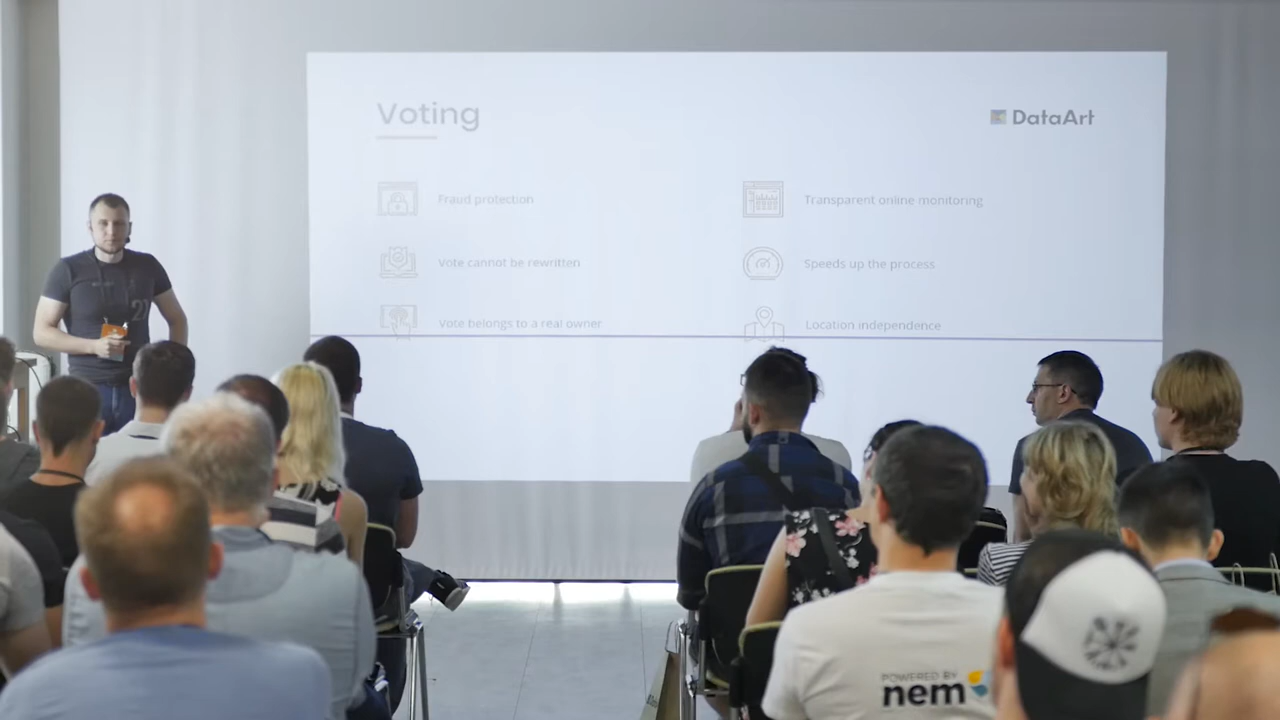 Voting
DataArt
Fraud protection
Transparent online monitoring
Vote cannot be rewritten
Speeds up the process
Vote belongs to a real owner
Location independence
21
POWERED BY
nem